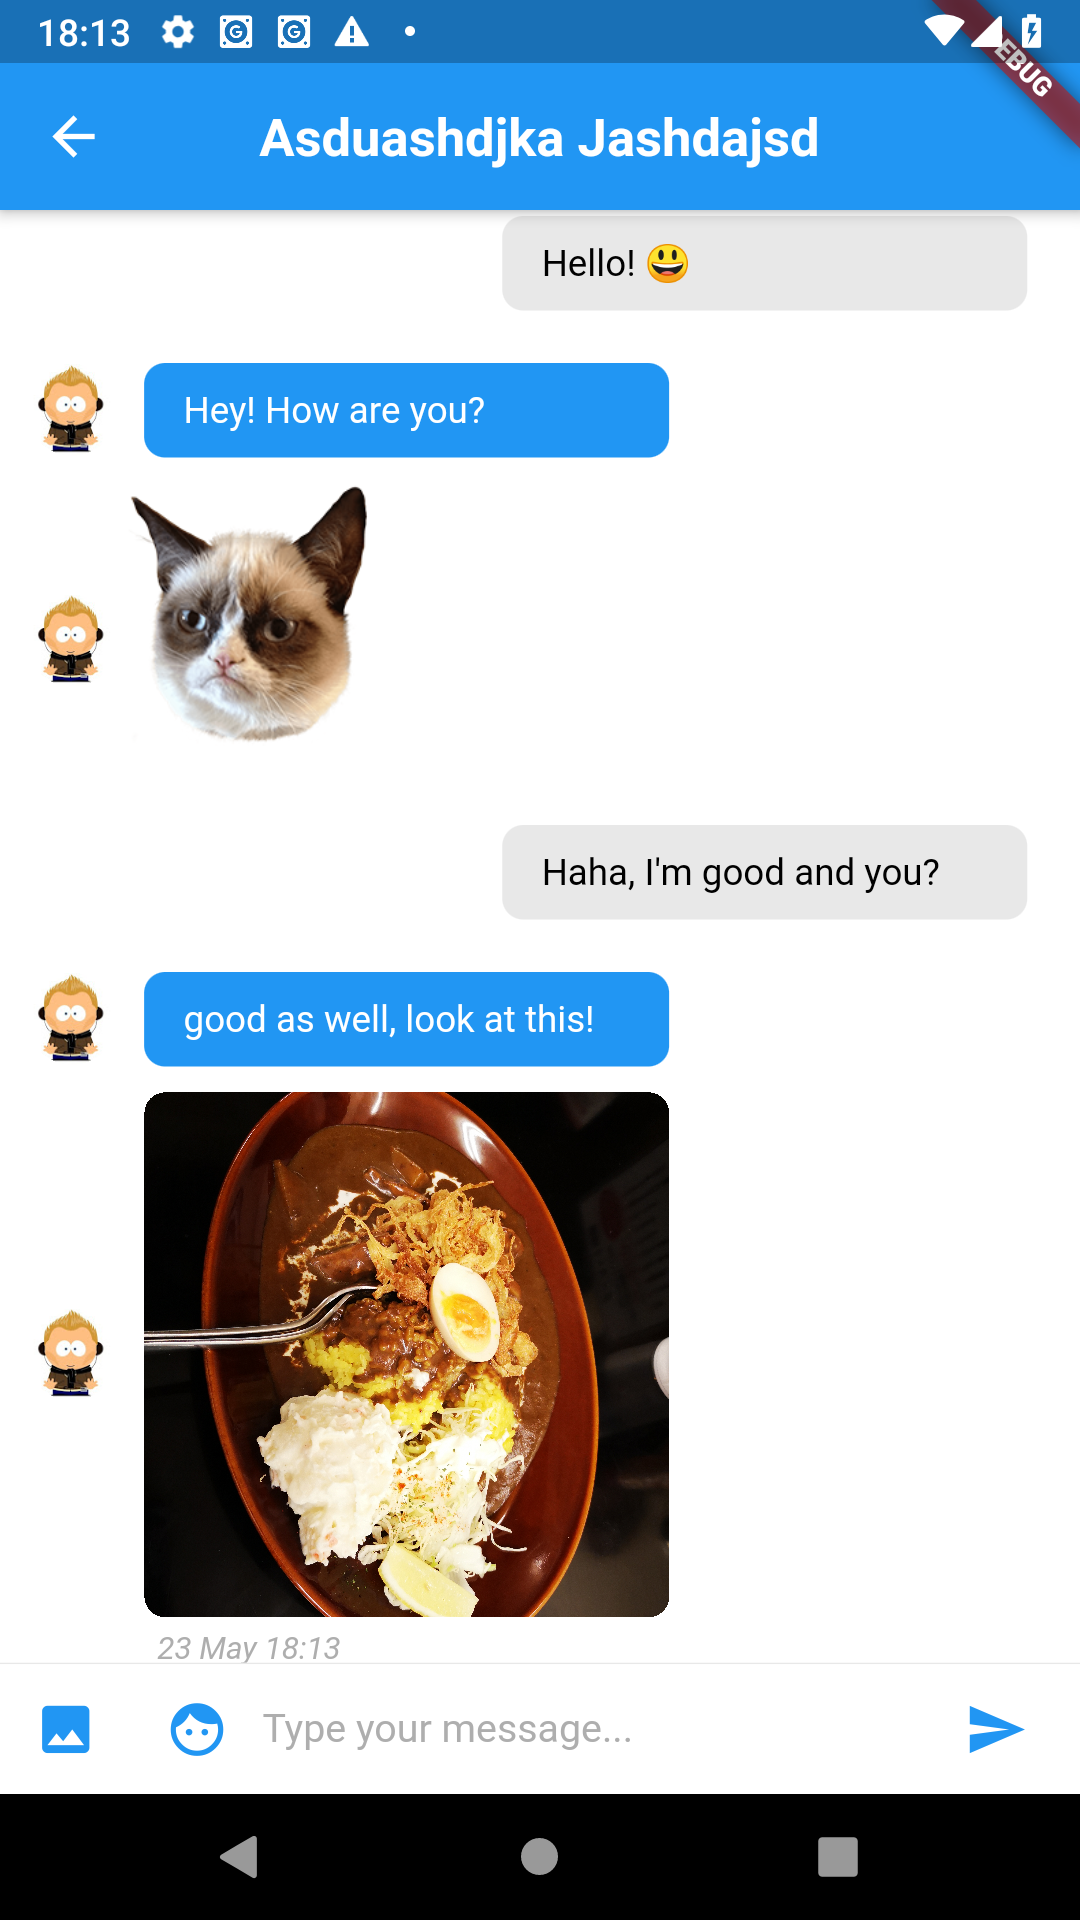 18:13
EBUG
Asduashdjka Jashdajsd
Hello! 😃
Hey! How are you?
Haha, I'm good and you?
good as well, look at this!
23 May 18:13
Type your message...